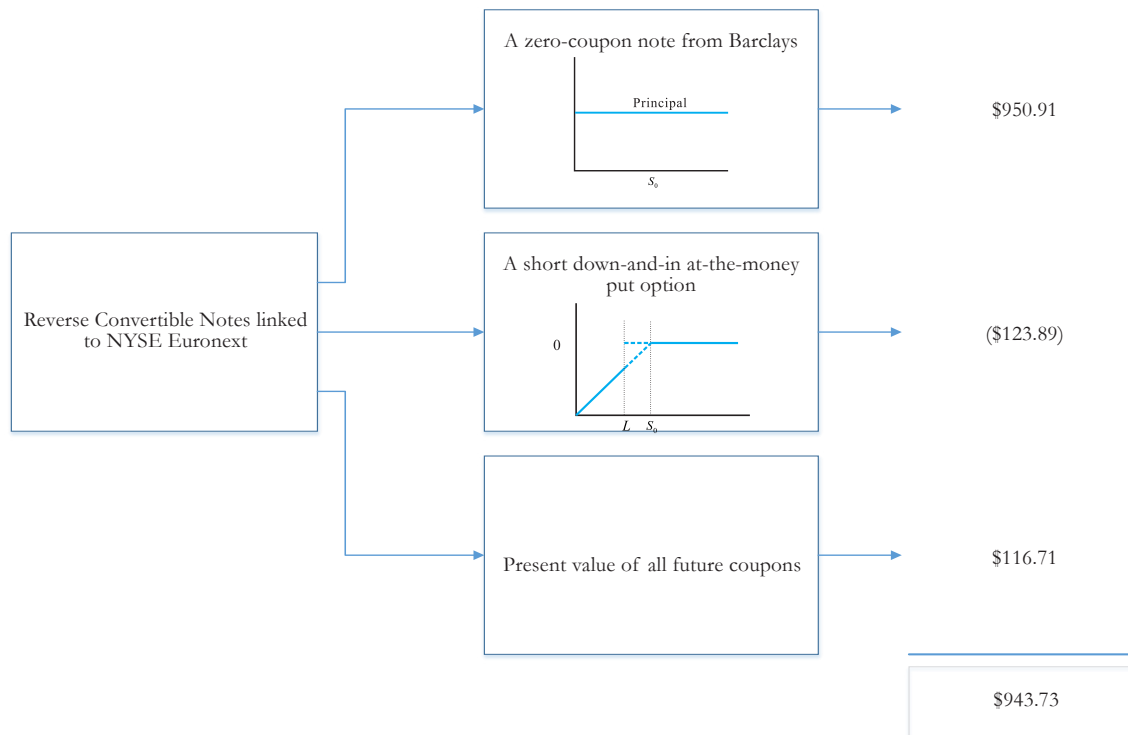 A zero-coupon note from Barclays
Principal
S₀
$950.91
Reverse Convertible Notes linked
to NYSE Euronext
A short down-and-in at-the-money
put option
0
L S₀
($123.89)
Present value of all future coupons
$116.71
$943.73